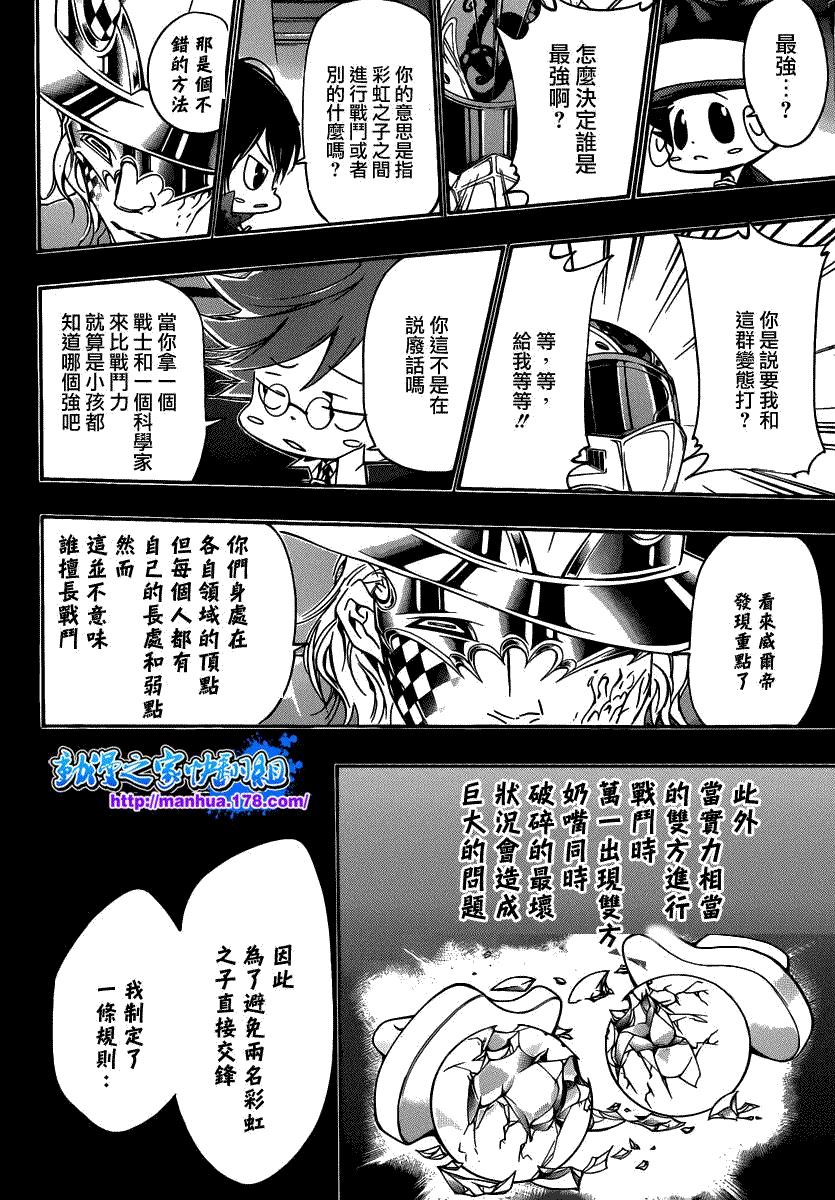 最強…?
怎麼決定誰是
最強啊?
你的意思是指
彩虹之子之間
進行戰鬥或者
別的什麼嗎?
那是個不
錯的方法
你是說要我和
這群變態打?
等，等，
給我等等!!
你這不是在
説廢話嗎
當你拿一個
戰士和一個科學家
來比戰鬥力
就算是小孩都
知道哪個強吧
看來威爾帝
發現重點了
你們身處在
各自領域的頂點
但每個人都有
自己的長處和弱點
然而
這並不意味
誰擅長戰鬥
此外
當實力相當
的雙方進行
戰鬥時
萬一出現雙方
奶嘴同時
破碎的最壞
狀況會造成
巨大的問題
因此
為了避免兩名彩虹
之子直接交鋒
我制定了
一條規則…
動漫之家快翻組
http://manhua.178.com/